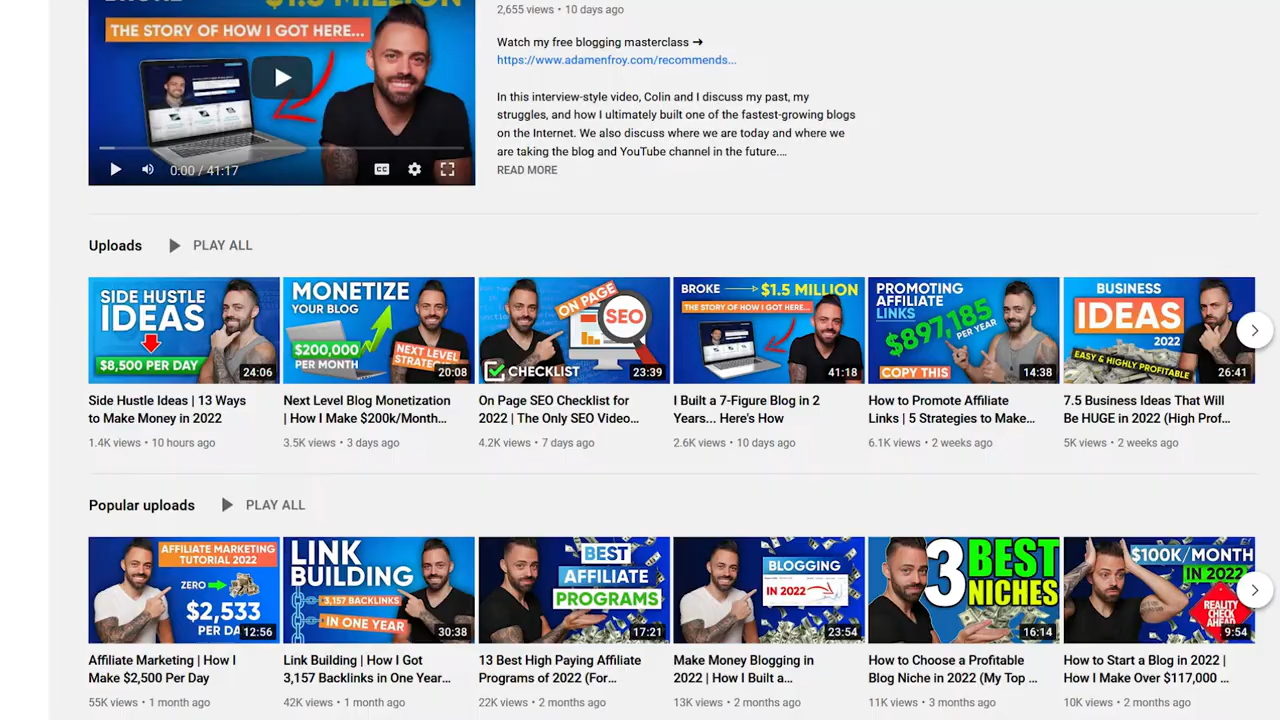 BROKE $1.5 MILLION
THE STORY OF HOW I GOT HERE...
0:00 / 41:17
CC
2,655 views • 10 days ago
Watch my free blogging masterclass ➔
https://www.adamenfroy.com/recommends...
In this interview-style video, Colin and I discuss my past, my
struggles, and how I ultimately built one of the fastest-growing blogs
on the Internet. We also discuss where we are today and where we
are taking the blog and YouTube channel in the future....
READ MORE
Uploads PLAY ALL
SIDE HUSTLE
IDEAS
$8,500 PER DAY
24:06
Side Hustle Ideas | 13 Ways
to Make Money in 2022
1.4K views • 10 hours ago
MONETIZE
YOUR BLOG
$200,000
PER MONTH
NEXT LEVEL
20:08
Next Level Blog Monetization
| How I Make $200k/Month...
3.5K views • 3 days ago
ON PAGE
SEO
CHECKLIST
23:39
On Page SEO Checklist for
2022 | The Only SEO Video...
4.2K views • 7 days ago
BROKE $1.5 MILLION
THE STORY OF HOW I GOT HERE...
41:18
I Built a 7-Figure Blog in 2
Years... Here's How
2.6K views • 10 days ago
PROMOTING
AFFILIATE
LINKS
$897,185
PER YEAR
COPY THIS
14:38
How to Promote Affiliate
Links | 5 Strategies to Make...
6.1K views • 2 weeks ago
BUSINESS
IDEAS
2022
EASY & HIGHLY PROFITABLE
26:41
7.5 Business Ideas That Will
Be HUGE in 2022 (High Prof...
5K views • 2 weeks ago
Popular uploads PLAY ALL
AFFILIATE MARKETING
TUTORIAL 2022
ZERO
$2,533
PER DAY
12:56
Affiliate Marketing | How I
Make $2,500 Per Day
55K views • 1 month ago
LINK
BUILDING
3,157 BACKLINKS
IN ONE YEAR
30:38
Link Building | How I Got
3,157 Backlinks in One Year...
42K views • 1 month ago
BEST
AFFILIATE
PROGRAMS
17:21
13 Best High Paying Affiliate
Programs of 2022 (For...
22K views • 2 months ago
BLOGGING
IN 2022
23:54
Make Money Blogging in
2022 | How I Built a...
13K views • 2 months ago
3 BEST
NICHES
16:14
How to Choose a Profitable
Blog Niche in 2022 (My Top ...
11K views • 3 months ago
$100K/MONTH
IN 2022
REALITY
CHECK
AHEAD
9:54
How to Start a Blog in 2022 |
How I Make Over $117,000 ...
10K views • 2 months ago